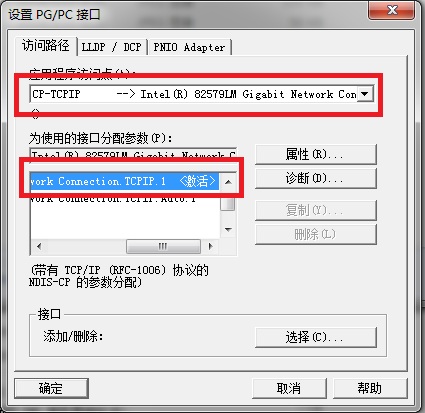 设置 PG/PC 接口
访问路径 LLDP / DCP PNIO Adapter
应用程序访问点(A):
CP-TCPIP --> Intel(R) 82579LM Gigabit Network Con
为使用的接口分配参数(P):
Intel(R) 82579LM Gigabit Network C
属性(R)...
work Connection.TCPIP.1 <激活>
诊断(D)...
work Connection.TCPIP.Auto.1
复制(Y)...
删除(L)
(带有 TCP/IP (RFC-1006) 协议的
NDIS-CP 的参数分配)
接口
添加/删除:
选择(C)...
确定 取消 帮助